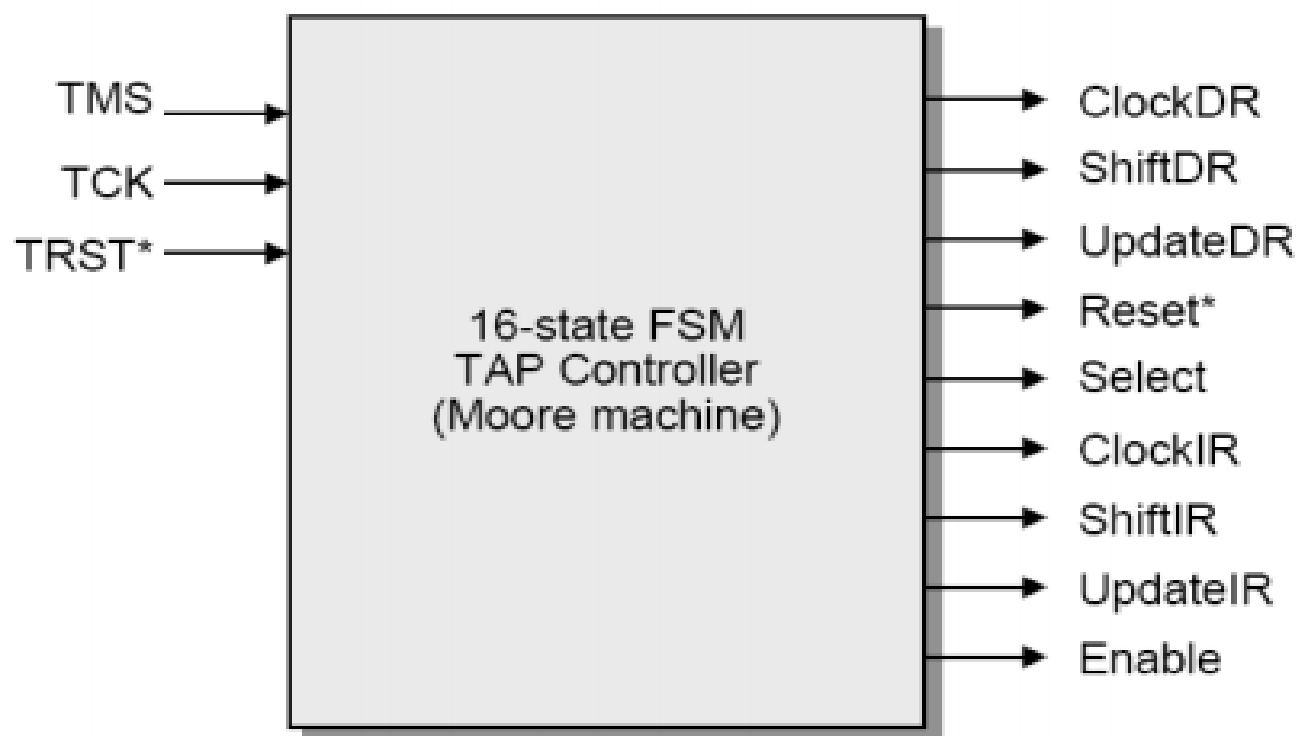 TMS
TCK
TRST*
16-state FSM
TAP Controller
(Moore machine)
ClockDR
ShiftDR
UpdateDR
Reset*
Select
ClockIR
ShiftIR
UpdateIR
Enable